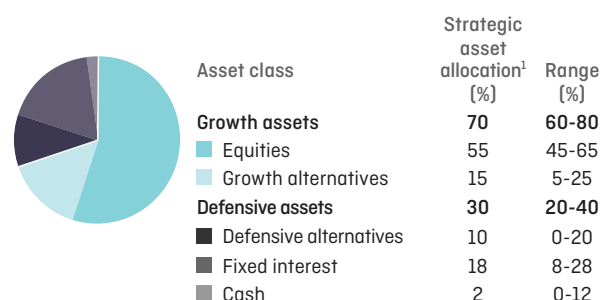 Strategic
asset
Asset class allocation¹ Range
(%) (%)
Growth assets 70 60-80
Equities 55 45-65
Growth alternatives 15 5-25
Defensive assets 30 20-40
Defensive alternatives 10 0-20
Fixed interest 18 8-28
Cash 2 0-12